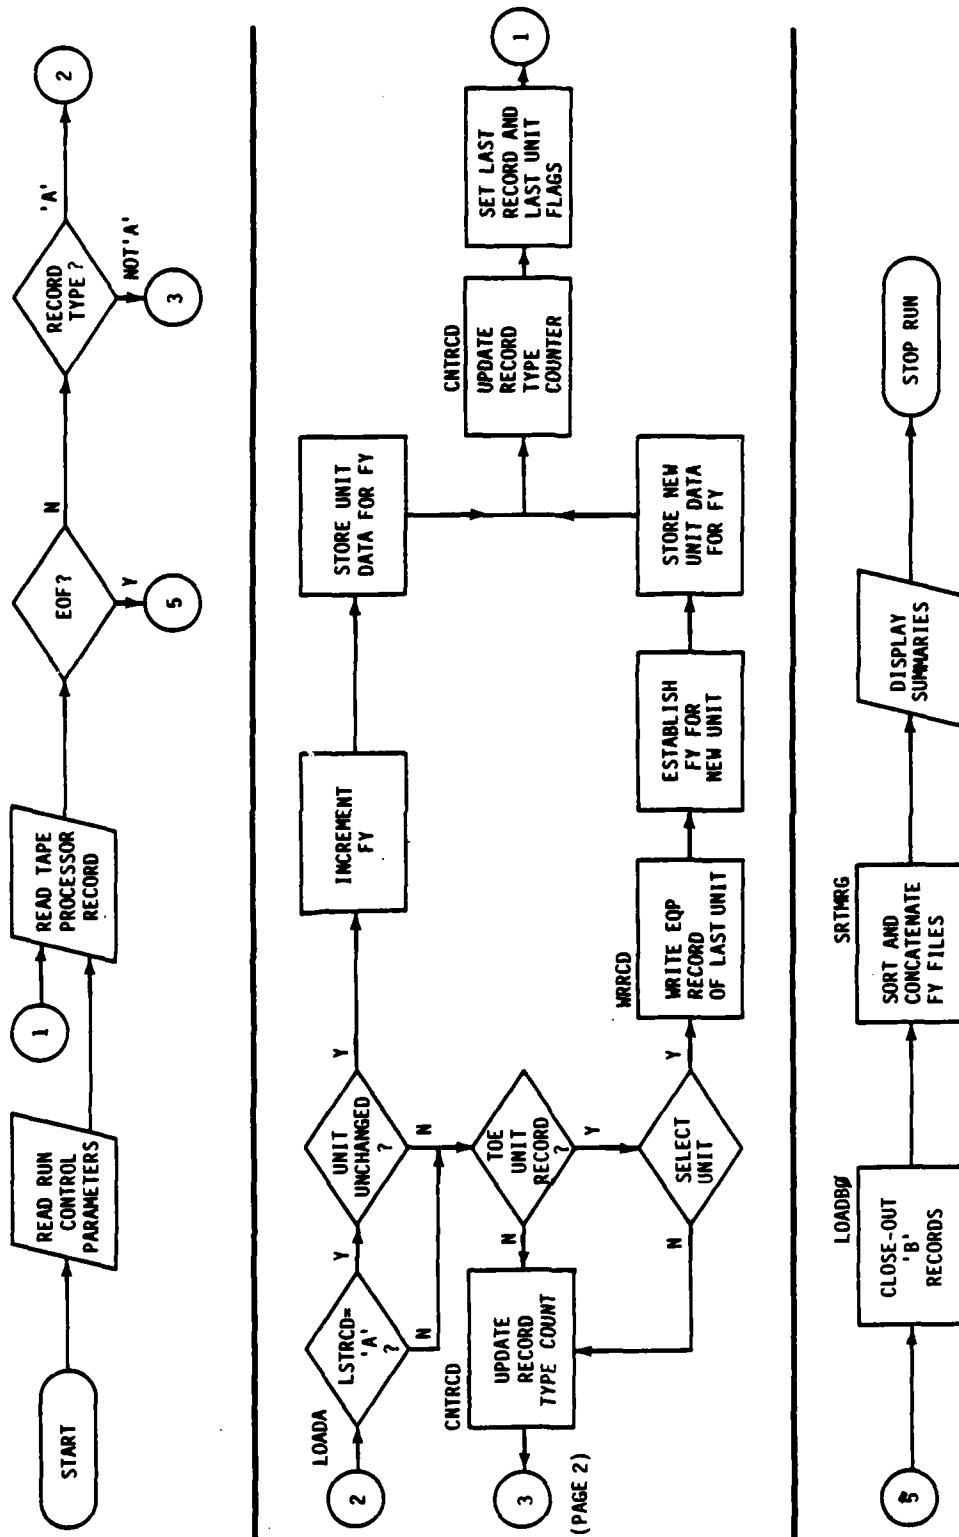 START
READ RUN
CONTROL
PARAMETERS
1
READ TAPE
PROCESSOR
RECORD
EOF?
N
Y
5
RECORD
TYPE?
'A'
2
NOT'A'
3
LOADA
2
LSTRCD=
'A'
?
Y
N
UNIT
UNCHANGED
?
Y
N
INCREMENT
FY
STORE UNIT
DATA FOR FY
CNTRCD
UPDATE
RECORD
TYPE
COUNTER
SET LAST
RECORD AND
LAST UNIT
FLAGS
1
TOE
UNIT
RECORD
?
N
Y
CNTRCD
UPDATE
RECORD
TYPE COUNT
3
(PAGE 2)
SELECT
UNIT
N
Y
WRRCD
WRITE EQP
RECORD
OF LAST UNIT
ESTABLISH
FY FOR
NEW UNIT
STORE NEW
UNIT DATA
FOR FY
5
LOADBØ
CLOSE-OUT
'B'
RECORDS
SRTMRG
SORT AND
CONCATENATE
FY FILES
DISPLAY
SUMMARIES
STOP RUN